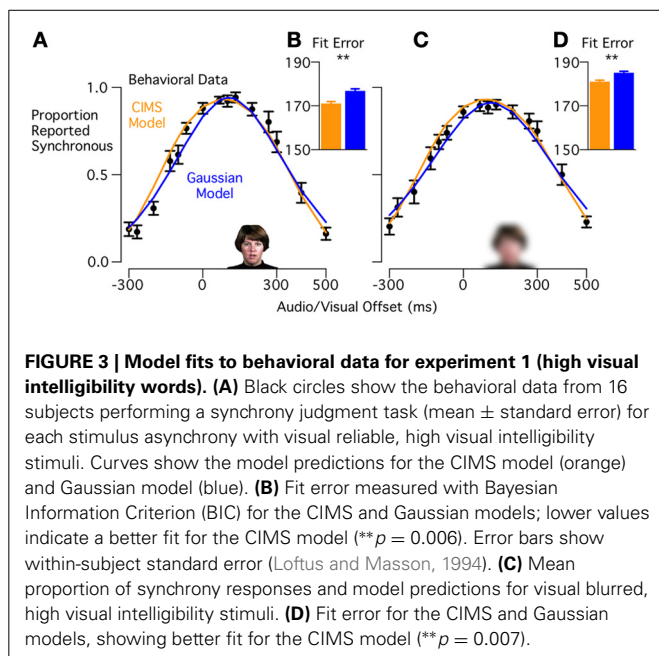 A
B
Fit Error
**
C
D
Fit Error
**
190
170
150
190
170
150
1.0
0.5
0.0
Proportion
Reported
Synchronous
Behavioral Data
CIMS
Model
Gaussian
Model
-300 0 300 500
-300 0 300 500
Audio/Visual Offset (ms)
FIGURE 3 | Model fits to behavioral data for experiment 1 (high visual
intelligibility words). (A) Black circles show the behavioral data from 16
subjects performing a synchrony judgment task (mean ± standard error) for
each stimulus asynchrony with visual reliable, high visual intelligibility
stimuli. Curves show the model predictions for the CIMS model (orange)
and Gaussian model (blue). (B) Fit error measured with Bayesian
Information Criterion (BIC) for the CIMS and Gaussian models; lower values
indicate a better fit for the CIMS model (**p = 0.006). Error bars show
within-subject standard error (Loftus and Masson, 1994). (C) Mean
proportion of synchrony responses and model predictions for visual blurred,
high visual intelligibility stimuli. (D) Fit error for the CIMS and Gaussian
models, showing better fit for the CIMS model (**p = 0.007).